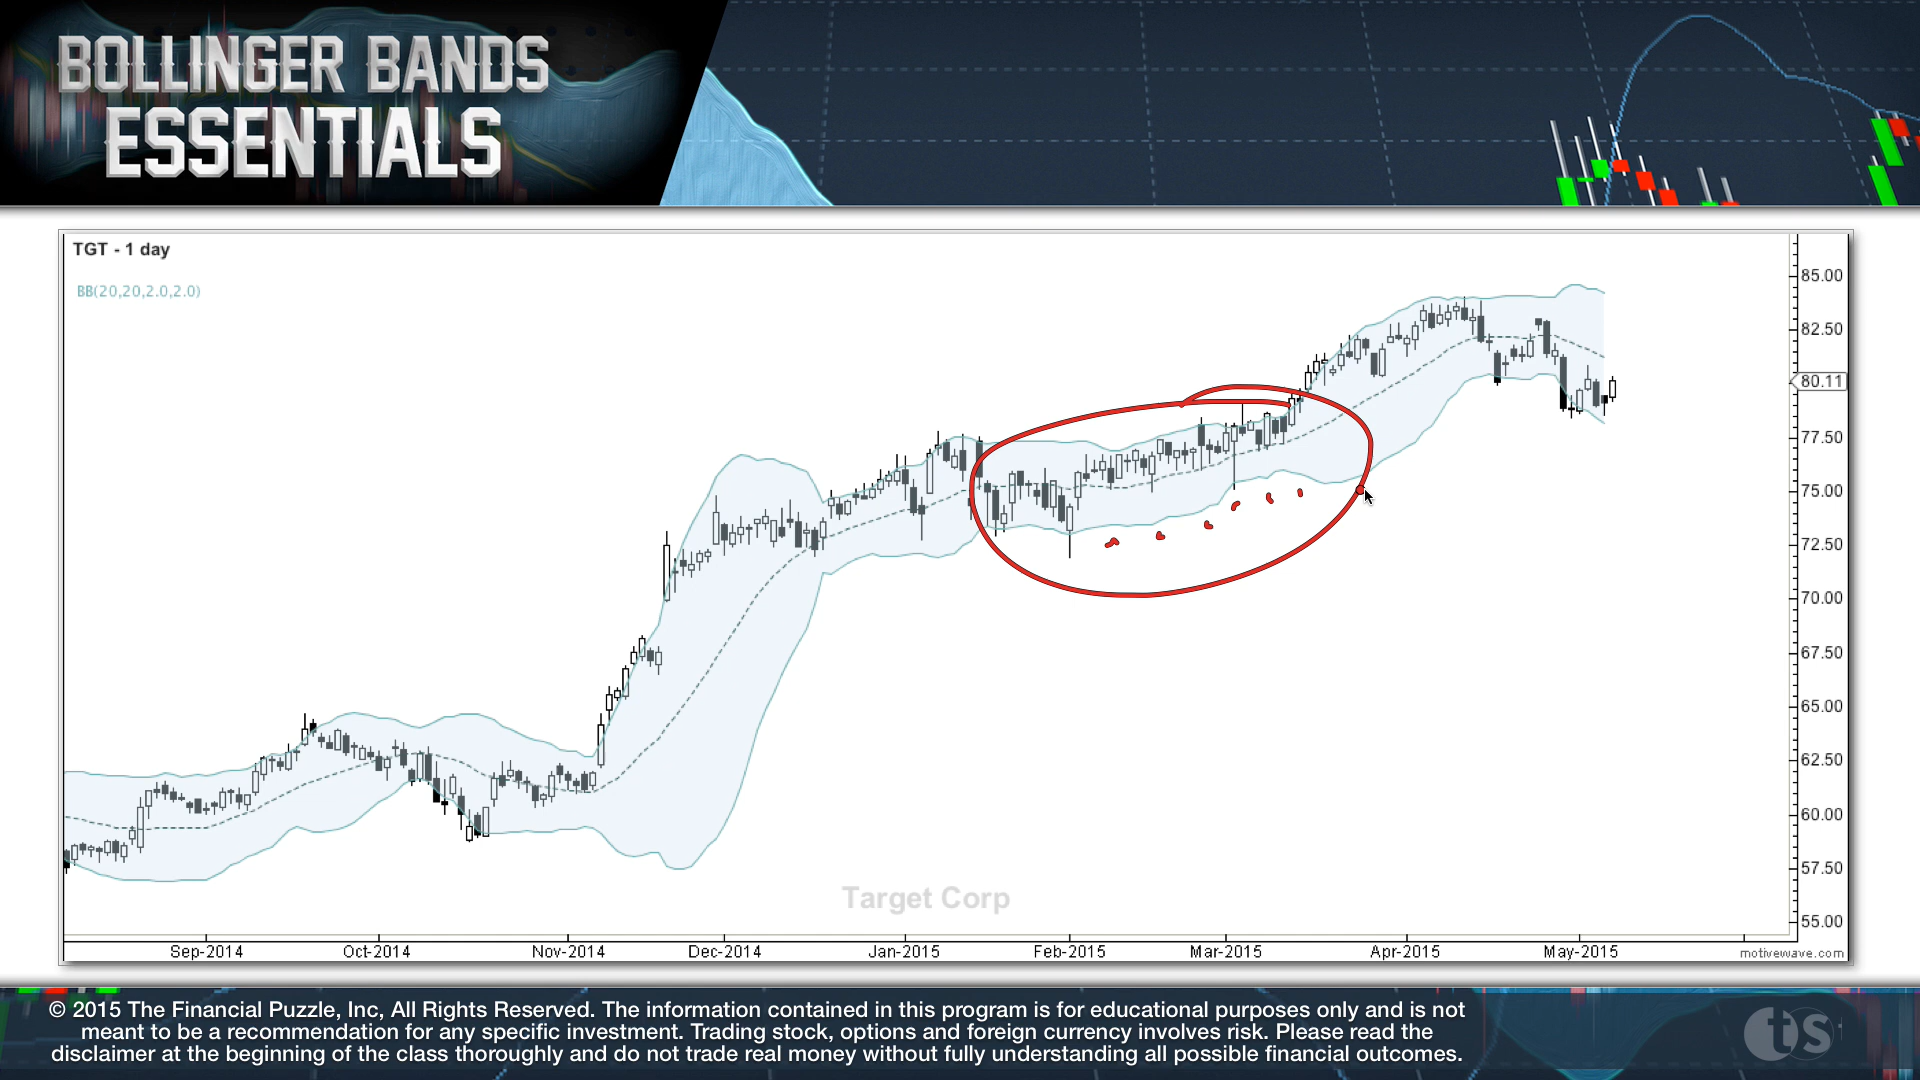 BOLLINGER BANDS
ESSENTIALS
TGT - 1 day
BB(20,20,2.0,2.0)
85.00
82.50
80.11
77.50
75.00
72.50
70.00
67.50
65.00
62.50
60.00
57.50
55.00
Target Corp
Sep-2014 Oct-2014 Nov-2014 Dec-2014 Jan-2015 Feb-2015 Mar-2015 Apr-2015 May-2015
motivewave.com
© 2015 The Financial Puzzle, Inc, All Rights Reserved. The information contained in this program is for educational purposes only and is not
meant to be a recommendation for any specific investment. Trading stock, options and foreign currency involves risk. Please read the
disclaimer at the beginning of the class thoroughly and do not trade real money without fully understanding all possible financial outcomes.
ts